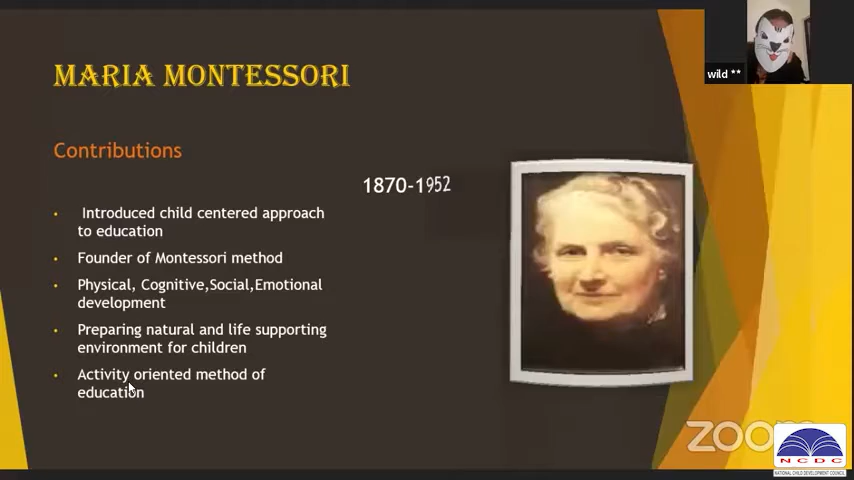 MARIA MONTESSORI
wild **
Contributions
1870-1952
• Introduced child centered approach
to education
• Founder of Montessori method
• Physical, Cognitive,Social,Emotional
development
• Preparing natural and life supporting
environment for children
• Activity oriented method of
education
zoom
NCDC
NATIONAL CHILD DEVELOPMENT COUNCIL